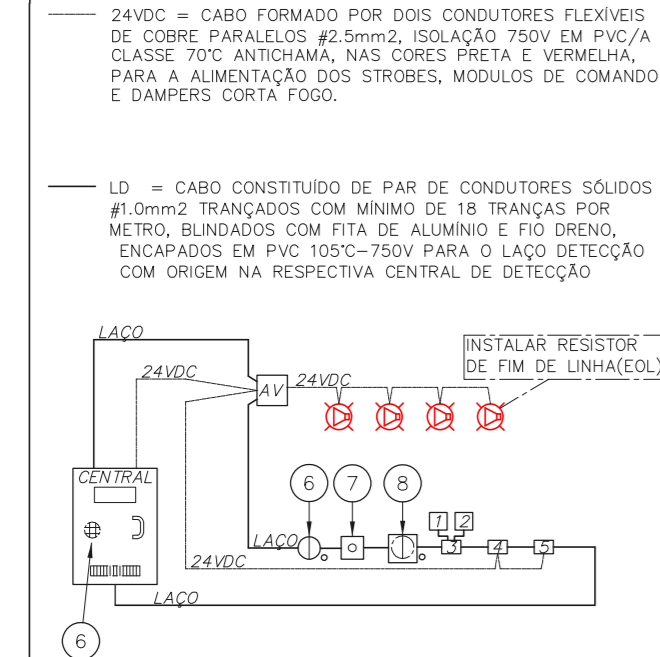 24VDC = CABO FORMADO POR DOIS CONDUTORES FLEXÍVEIS
DE COBRE PARALELOS #2.5mm2, ISOLAÇÃO 750V EM PVC/A
CLASSE 70°C ANTICHAMA, NAS CORES PRETA E VERMELHA,
PARA A ALIMENTAÇÃO DOS STROBES, MODULOS DE COMANDO
E DAMPERS CORTA FOGO.
LD = CABO CONSTITUÍDO DE PAR DE CONDUTORES SÓLIDOS
#1.0mm2 TRANÇADOS COM MÍNIMO DE 18 TRANÇAS POR
METRO, BLINDADOS COM FITA DE ALUMÍNIO E FIO DRENO,
ENCAPADOS EM PVC 105°C-750V PARA O LAÇO DETECÇÃO
COM ORIGEM NA RESPECTIVA CENTRAL DE DETECÇÃO
LAÇO
INSTALAR RESISTOR
DE FIM DE LINHA(EOL)
24VDC
AV
24VDC
CENTRAL
6
7
8
1
2
LAÇO
3
4
5
24VDC
LAÇO
6